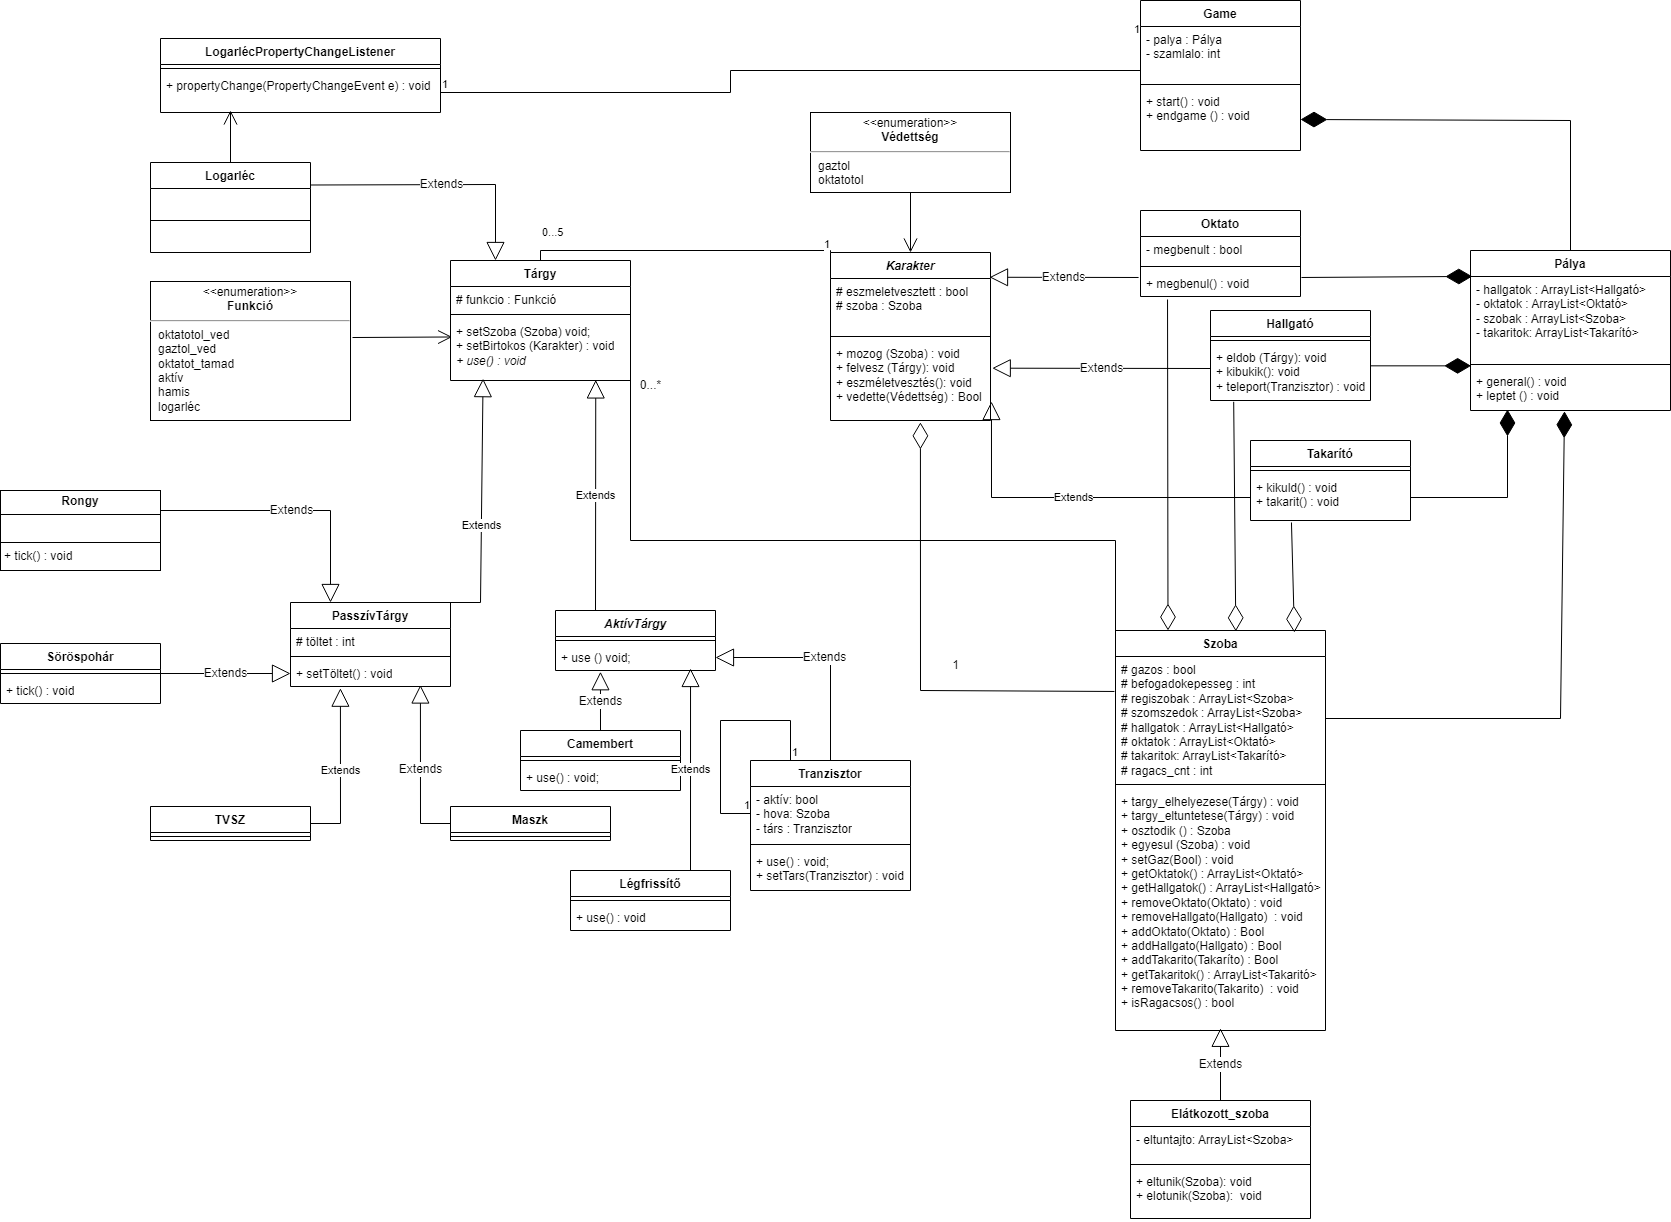 Game
- palya : Pálya
- szamlalo: int
+ start() : void
+ endgame () : void
1
LogarlécPropertyChangeListener
+ propertyChange(PropertyChangeEvent e) : void
1
<<enumeration>>
Védettség
gaztol
oktatotol
Logarléc
Extends
0...5
1
Tárgy
# funkcio : Funkció
+ setSzoba (Szoba) void;
+ setBirtokos (Karakter) : void
+ use() : void
0...*
<<enumeration>>
Funkció
oktatotol_ved
gaztol_ved
oktatot_tamad
aktív
hamis
logarléc
Karakter
# eszmeletvesztett : bool
# szoba : Szoba
+ mozog (Szoba) : void
+ felvesz (Tárgy): void
+ eszméletvesztés(): void
+ vedette(Védettség) : Bool
Extends
Oktato
- megbenult : bool
+ megbenul() : void
Extends
Hallgató
+ eldob (Tárgy): void
+ kibukik(): void
+ teleport(Tranzisztor) : void
Pálya
- hallgatok : ArrayList<Hallgató>
- oktatok : ArrayList<Oktató>
- szobak : ArrayList<Szoba>
- takaritok: ArrayList<Takarító>
+ general() : void
+ leptet () : void
Extends
Takarító
+ kikuld() : void
+ takarit() : void
Extends
Extends
Rongy
+ tick() : void
Extends
Söröspohár
+ tick() : void
Extends
PasszívTárgy
# töltet : int
+ setTöltet() : void
AktívTárgy
+ use () void;
Extends
Extends
Extends
Extends
Extends
TVSZ
Maszk
Camembert
+ use() : void;
Légfrissítő
+ use() : void
1
1
Tranzisztor
- aktív: bool
- hova: Szoba
- társ : Tranzisztor
+ use() : void;
+ setTars(Tranzisztor) : void
1
Szoba
# gazos : bool
# befogadokepesseg : int
# regiszobak : ArrayList<Szoba>
# szomszedok : ArrayList<Szoba>
# hallgatok : ArrayList<Hallgató>
# oktatok : ArrayList<Oktató>
# takaritok: ArrayList<Takarító>
# ragacs_cnt : int
+ targy_elhelyezese(Tárgy) : void
+ targy_eltuntetese(Tárgy) : void
+ osztodik () : Szoba
+ egyesul (Szoba) : void
+ setGaz(Bool) : void
+ getOktatok() : ArrayList<Oktató>
+ getHallgatok() : ArrayList<Hallgató>
+ removeOktato(Oktato) : void
+ removeHallgato(Hallgato)  : void
+ addOktato(Oktato) : Bool
+ addHallgato(Hallgato) : Bool
+ addTakarito(Takaríto) : Bool
+ getTakaritok() : ArrayList<Takaritó>
+ removeTakarito(Takarito)  : void
+ isRagacsos() : bool
Extends
Elátkozott_szoba
- eltuntajto: ArrayList<Szoba>
+ eltunik(Szoba): void
+ elotunik(Szoba):  void